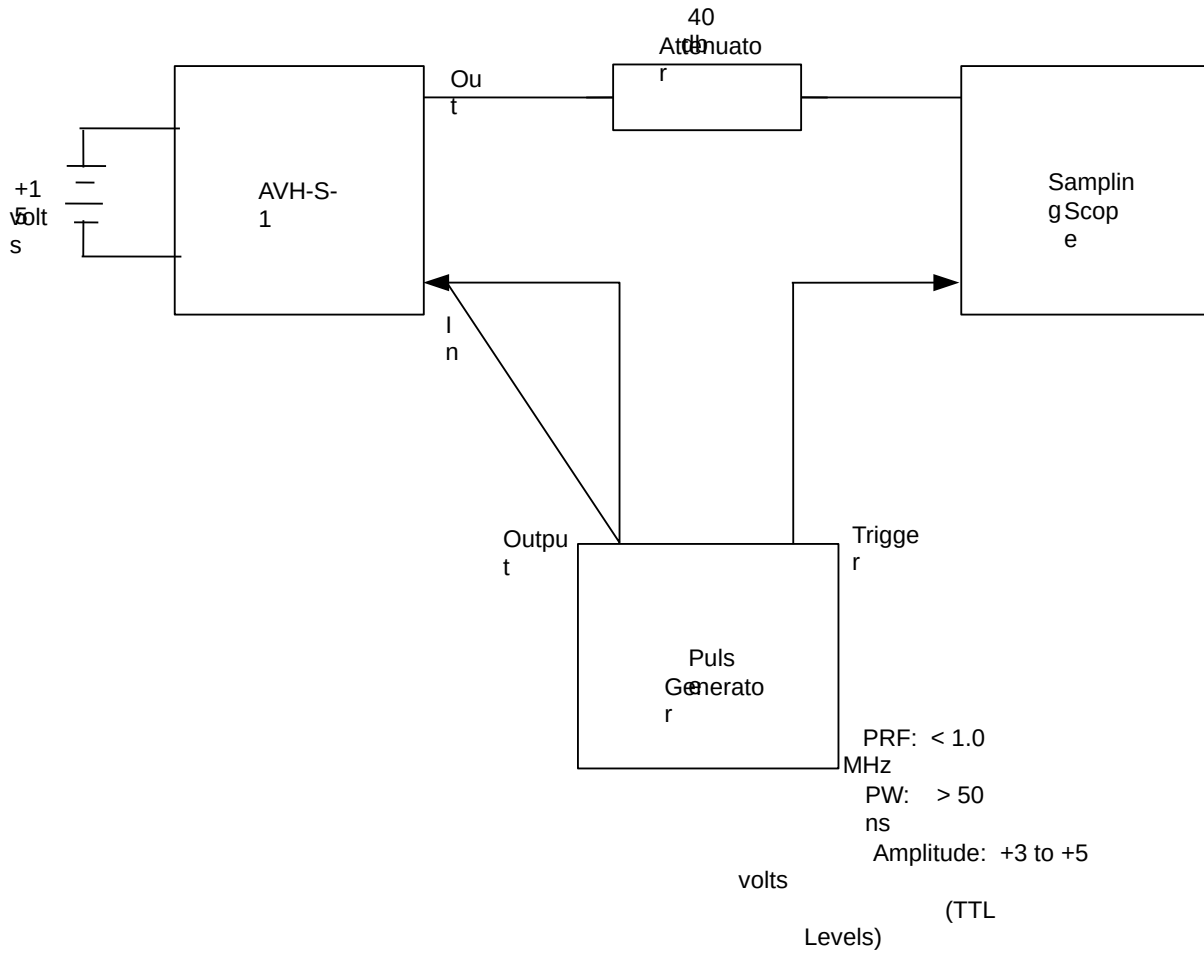 40
db
Attenuato
r
Ou
t
+1
5
volt
s
AVH-S-
1
Samplin
g
Scop
e
I
n
Outpu
t
Trigge
r
Puls
e
Generato
r
PRF: < 1.0
MHz
PW: > 50
ns
Amplitude: +3 to +5
volts
(TTL
Levels)